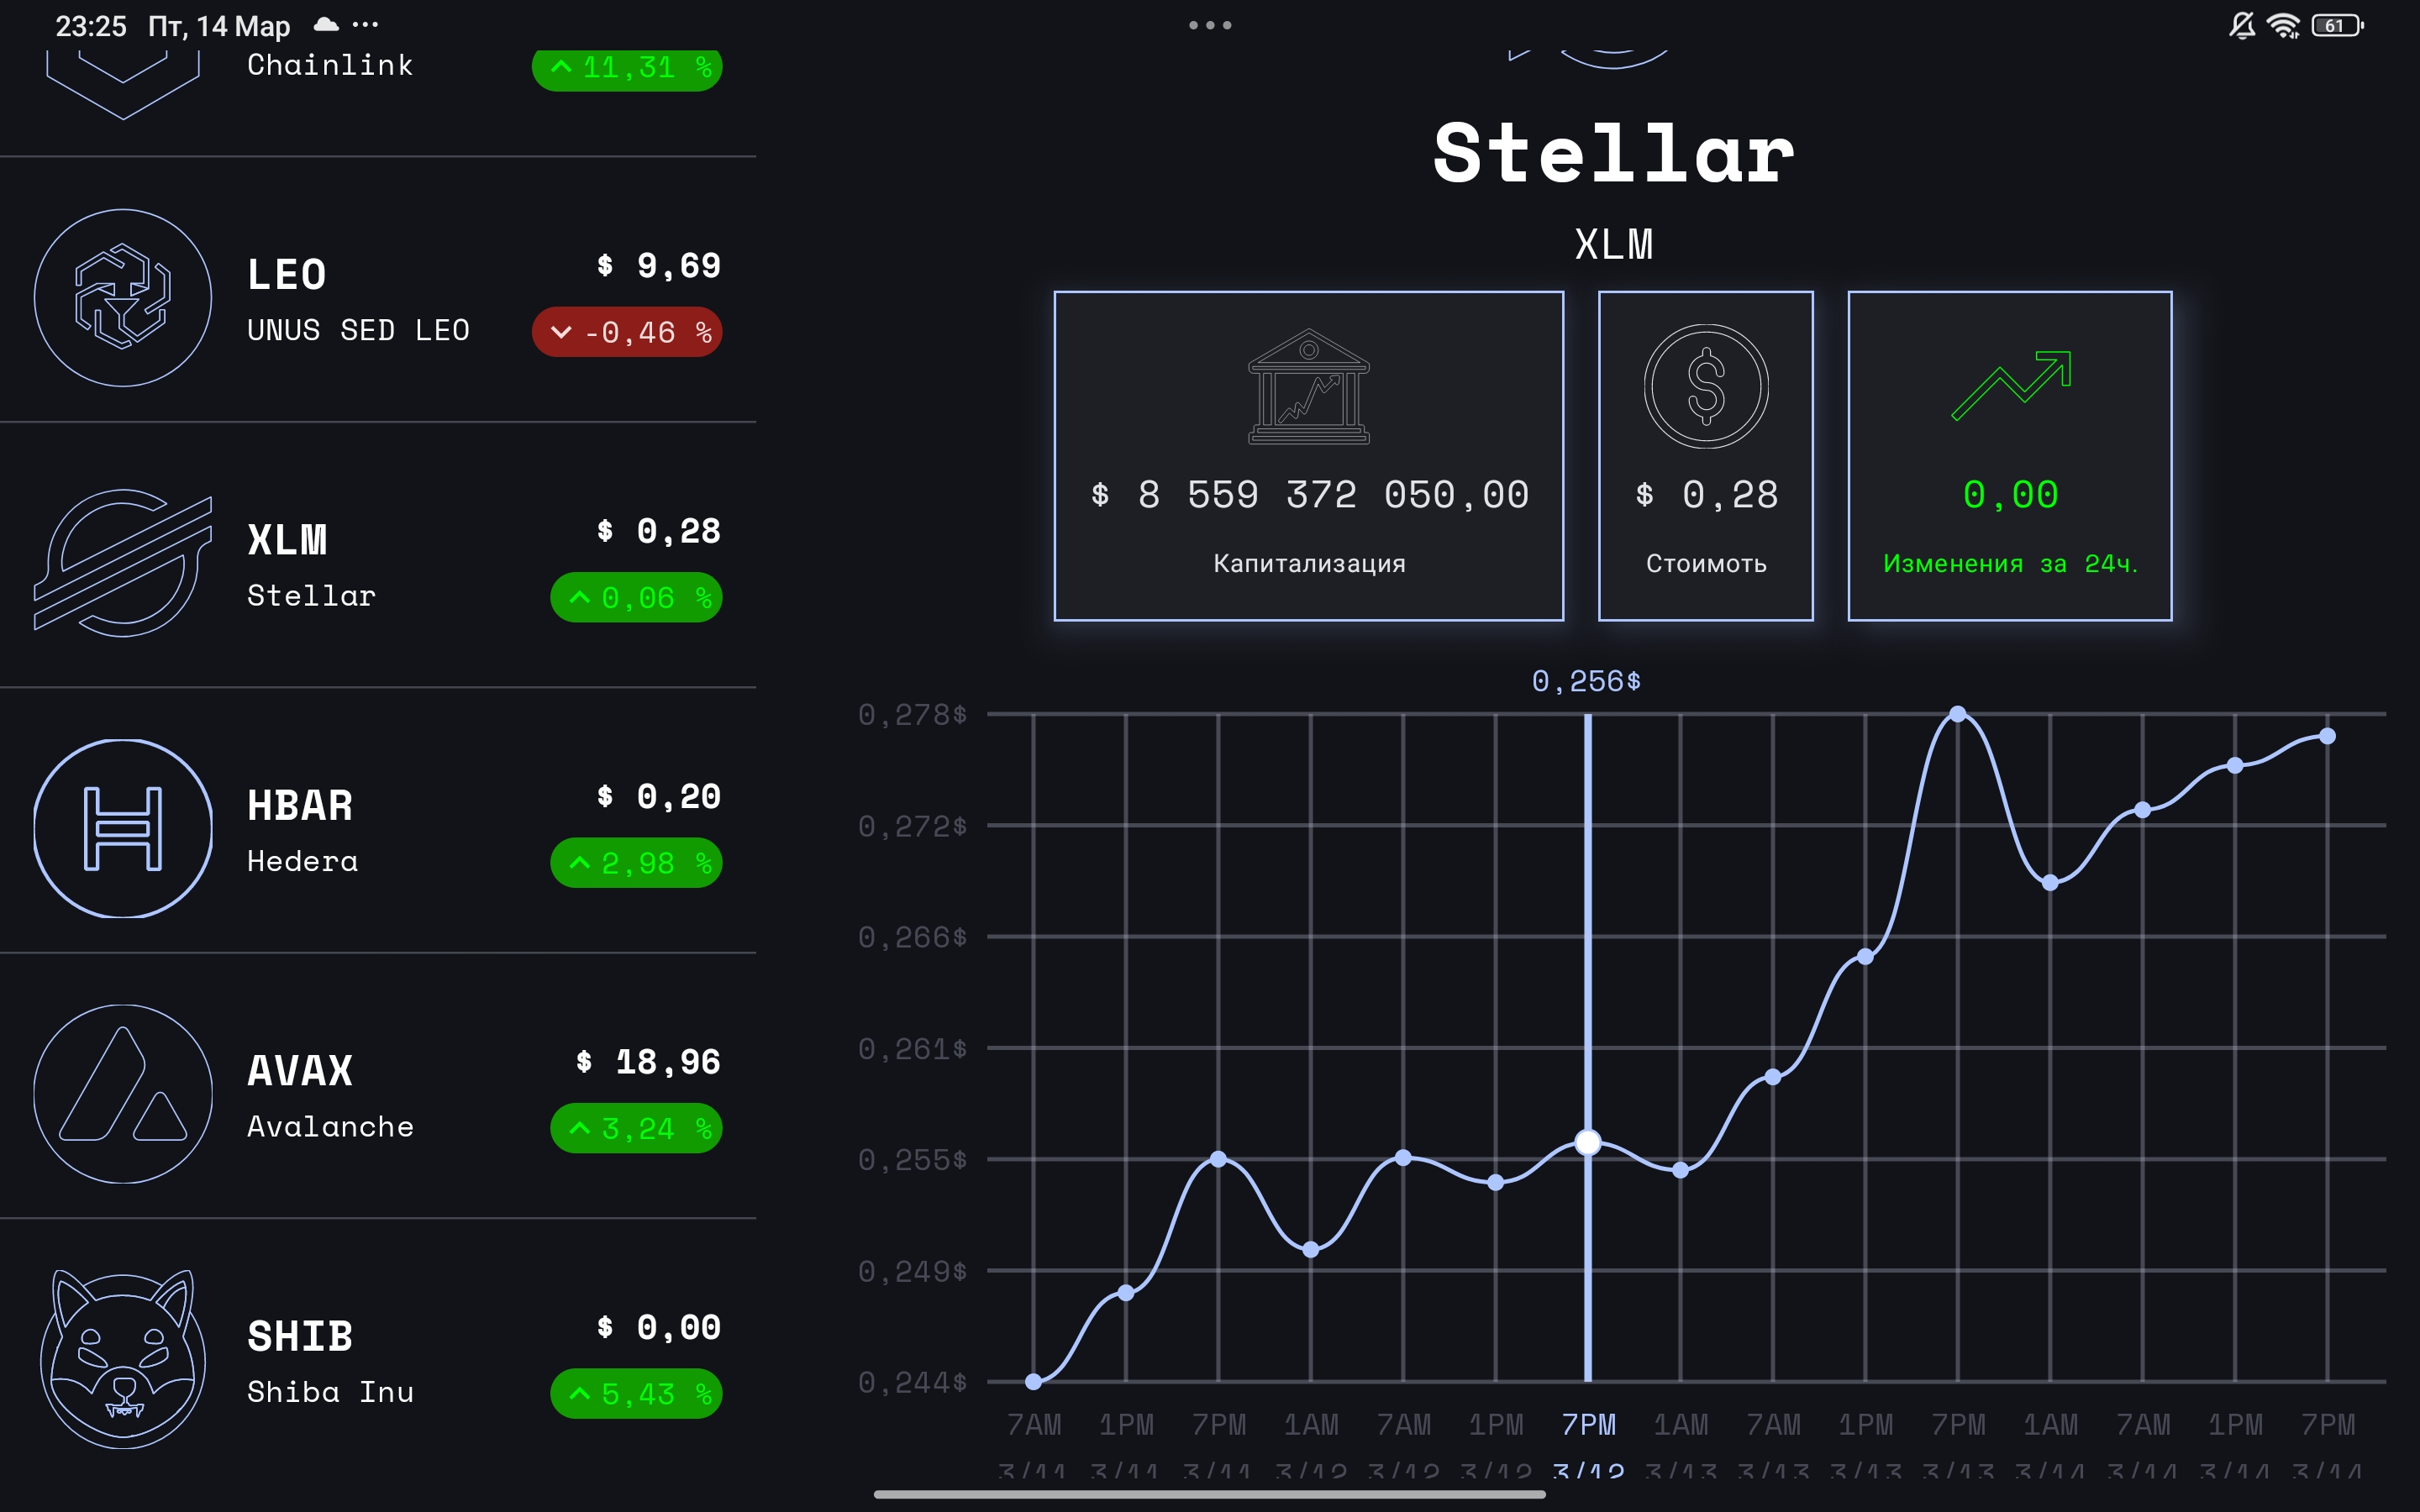 23:25 Пт, 14 Мар
61
Chainlink
11,31 %
LEO
$ 9,69
UNUS SED LEO
-0,46 %
XLM
$ 0,28
Stellar
0,06 %
HBAR
$ 0,20
Hedera
2,98 %
AVAX
$ 18,96
Avalanche
3,24 %
SHIB
$ 0,00
Shiba Inu
5,43 %
Stellar
XLM
$ 8 559 372 050,00
Капитализация
$ 0,28
Стоимоть
0,00
Изменения за 24ч.
0,256$
0,278$
0,272$
0,266$
0,261$
0,255$
0,249$
0,244$
7AM 1PM 7PM 1AM 7AM 1PM 7PM 1AM 7AM 1PM 7PM 1AM 7AM 1PM 7PM
3/11 3/11 3/11 3/12 3/12 3/12 3/12 3/13 3/13 3/13 3/13 3/14 3/14 3/14 3/14